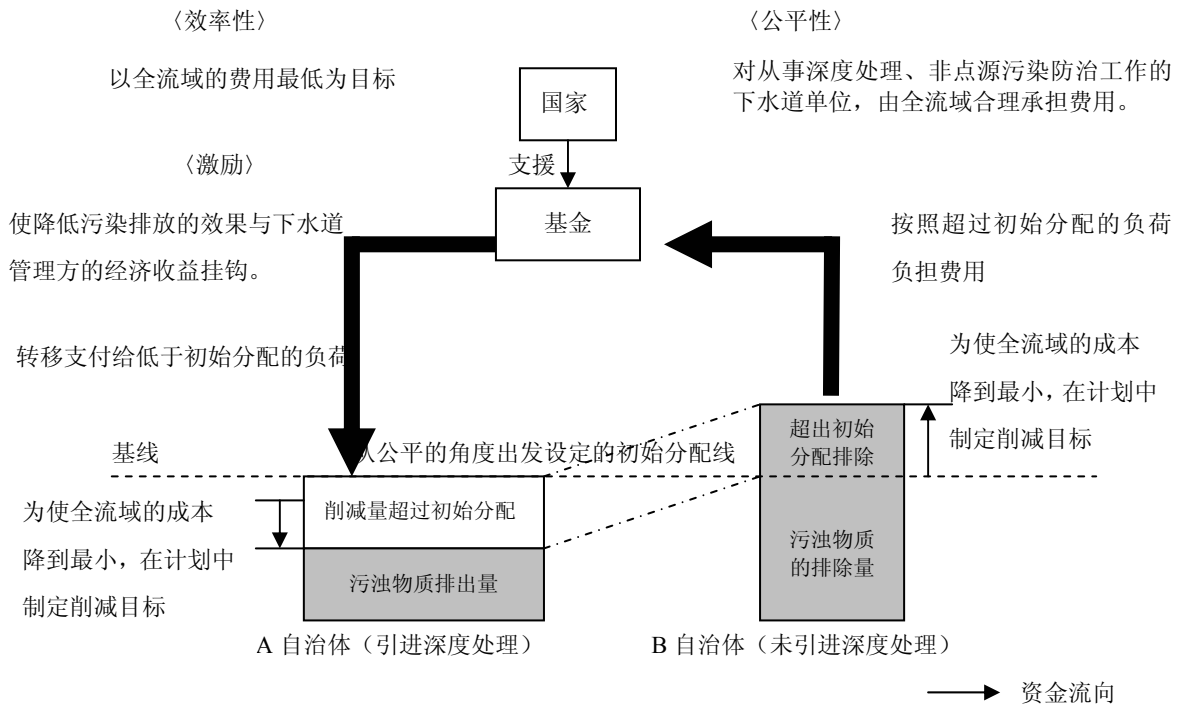 〈效率性〉
以全流域的费用最低为目标
〈公平性〉
对从事深度处理、非点源污染防治工作的
下水道单位，由全流域合理承担费用。
国家
支援
基金
〈激励〉
使降低污染排放的效果与下水道
管理方的经济收益挂钩。
按照超过初始分配的负荷
负担费用
转移支付给低于初始分配的负荷
为使全流域的成本
降到最小，在计划中
制定削减目标
基线
从公平的角度出发设定的初始分配线
超出初始
分配排除
为使全流域的成本
降到最小，在计划中
制定削减目标
削减量超过初始分配
污浊物质排出量
污浊物质
的排除量
A 自治体（引进深度处理）
B 自治体（未引进深度处理）
资金流向